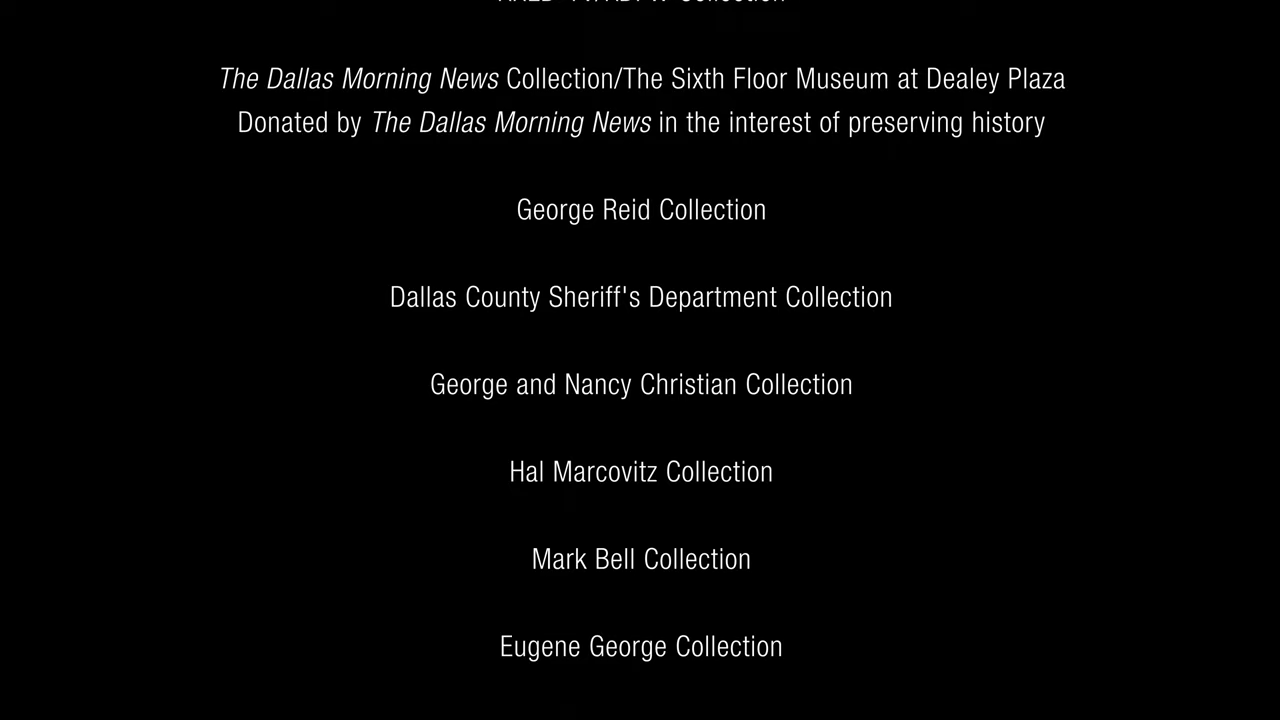 Collection
The Dallas Morning News Collection/The Sixth Floor Museum at Dealey Plaza
Donated by The Dallas Morning News in the interest of preserving history
George Reid Collection
Dallas County Sheriff's Department Collection
George and Nancy Christian Collection
Hal Marcovitz Collection
Mark Bell Collection
Eugene George Collection